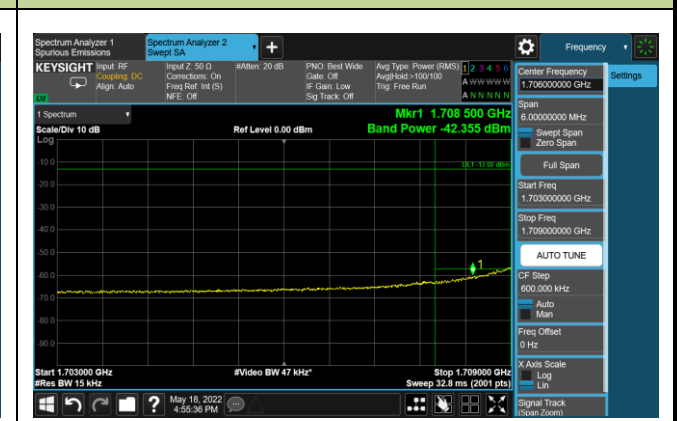 Spectrum Analyzer 1
Spurious Emissions
Spectrum Analyzer 2
Swept SA
+
Frequency
KEYSIGHT
Input: RF
Coupling: DC
Align: Auto
Input Z: 50 Ω
Corrections: On
Freq Ref: Int (S)
NFE: Off
#Atten: 20 dB
PNO: Best Wide
Gate: Off
IF Gain: Low
Sig Track: Off
Avg Type: Power (RMS)
Avg|Hold:>100/100
Trig: Free Run
1 2 3 4 5 6
A W W W W W
A N N N N N
Center Frequency
1.706000000 GHz
Settings
Span
6.00000000 MHz
Swept Span
Zero Span
Full Span
Start Freq
1.703000000 GHz
Stop Freq
1.709000000 GHz
AUTO TUNE
CF Step
600.000 kHz
Auto
Man
Freq Offset
0 Hz
X Axis Scale
Log
Lin
Signal Track
(Span Zoom)
1 Spectrum
Scale/Div 10 dB
Log
Ref Level 0.00 dBm
Mkr1 1.708 500 GHz
Band Power -42.355 dBm
DL1 -13.00 dBm
-10.0
-20.0
-30.0
-40.0
-50.0
-60.0
-70.0
-80.0
-90.0
1
Start 1.703000 GHz
#Res BW 15 kHz
#Video BW 47 kHz*
Stop 1.709000 GHz
Sweep 32.8 ms (2001 pts)
?
May 18, 2022
4:55:36 PM